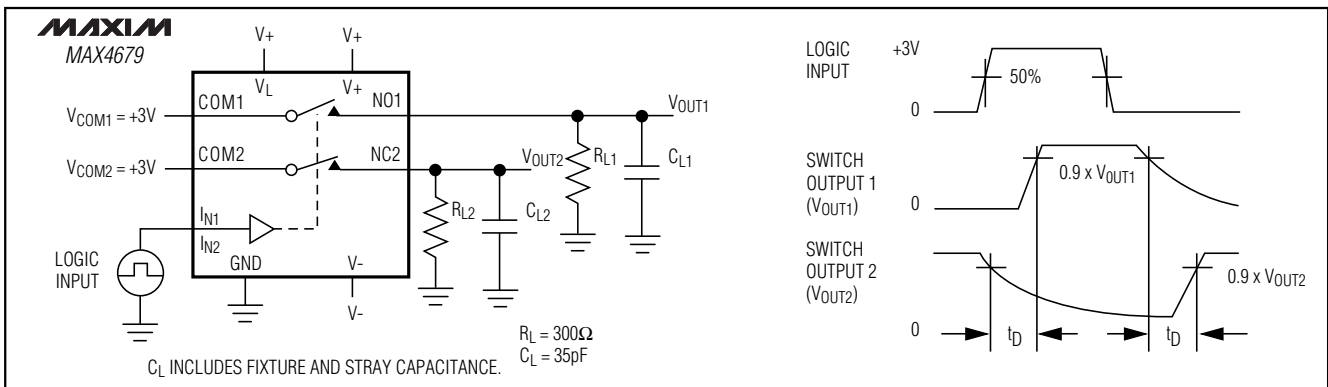 MAXIM
MAX4679
V+
V+
VL
V+
COM1
NO1
VCOM1 = +3V
VOUT1
COM2
NC2
VCOM2 = +3V
VOUT2
RL1
CL1
RL2
CL2
IN1
IN2
LOGIC
INPUT
GND
V-
V-
RL = 300Ω
CL = 35pF
CL INCLUDES FIXTURE AND STRAY CAPACITANCE.
LOGIC
INPUT
+3V
50%
0
SWITCH
OUTPUT 1
(VOUT1)
0.9 x VOUT1
0
SWITCH
OUTPUT 2
(VOUT2)
0.9 x VOUT2
0
tD
tD